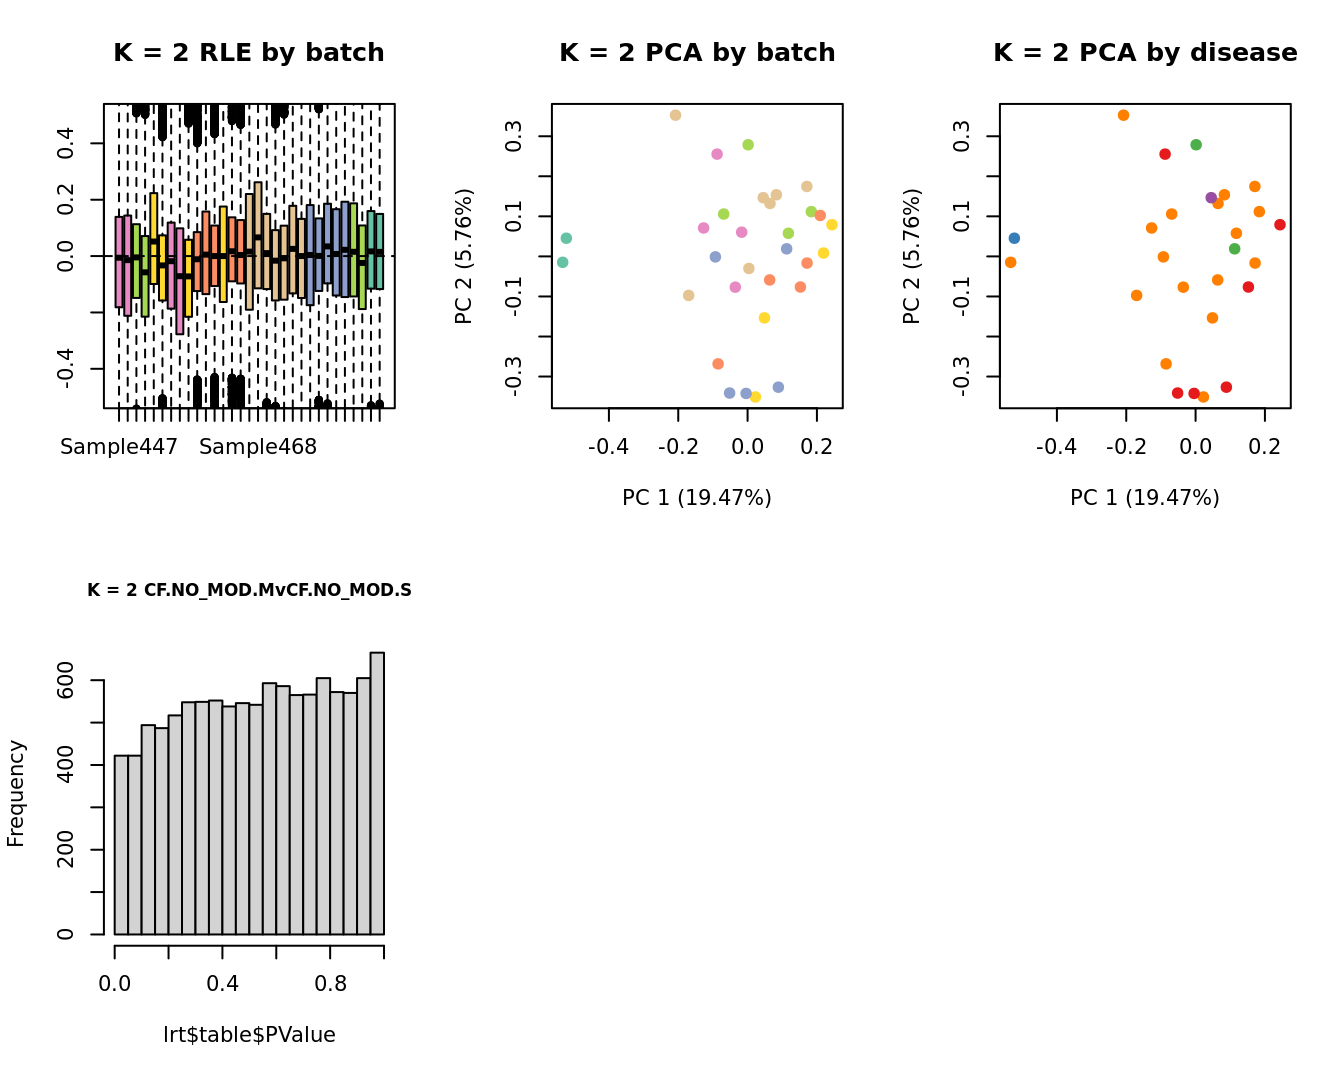 K = 2 RLE by batch
0.4
0.2
0.0
-0.4
Sample447 Sample468
K = 2 PCA by batch
PC 2 (5.76%)
0.3
0.1
-0.1
-0.3
-0.4 -0.2 0.0 0.2
PC 1 (19.47%)
K = 2 PCA by disease
PC 2 (5.76%)
0.3
0.1
-0.1
-0.3
-0.4 -0.2 0.0 0.2
PC 1 (19.47%)
K = 2 CF.NO_MOD.MvCF.NO_MOD.S
Frequency
600
400
200
0
0.0 0.4 0.8
lrt$table$PValue